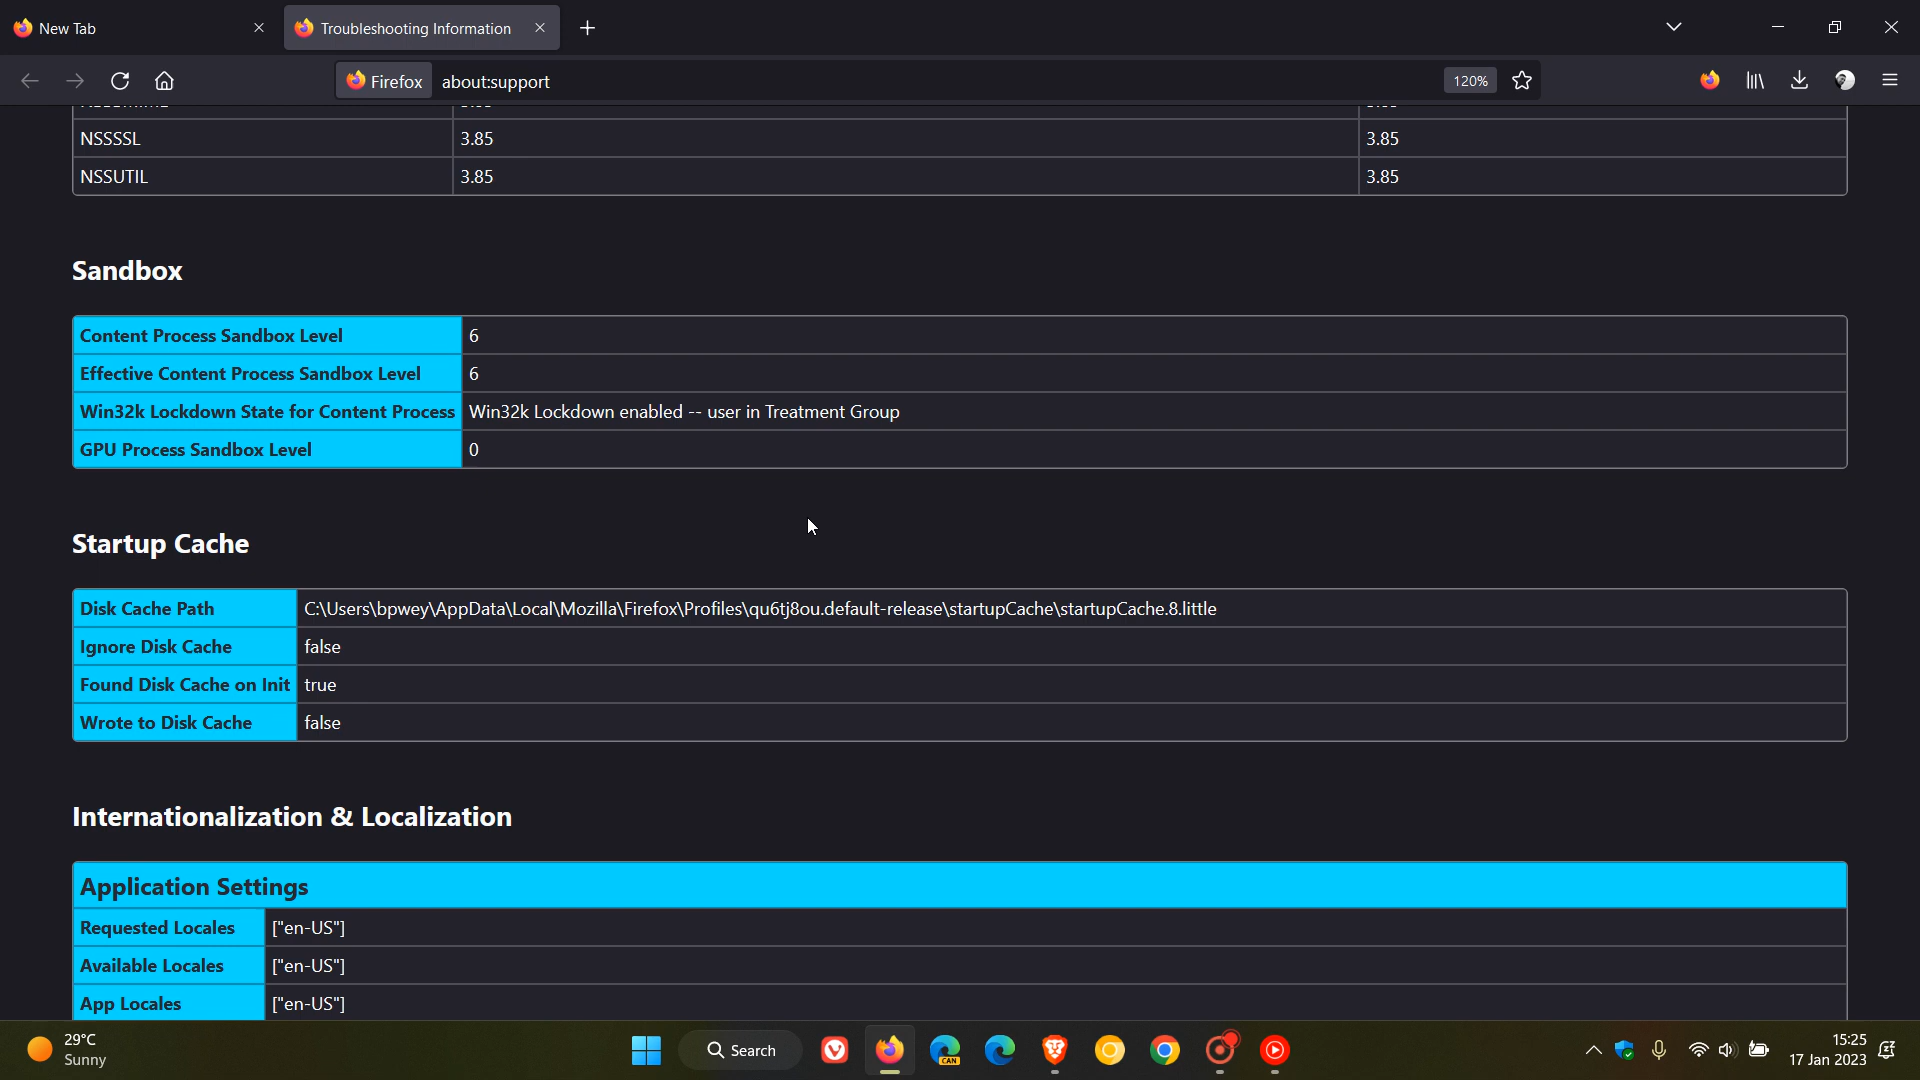 New Tab
Troubleshooting Information
Firefox about:support 120%
NSSSSL 3.85 3.85
NSSUTIL 3.85 3.85
Sandbox
Content Process Sandbox Level 6
Effective Content Process Sandbox Level 6
Win32k Lockdown State for Content Process Win32k Lockdown enabled -- user in Treatment Group
GPU Process Sandbox Level 0
Startup Cache
Disk Cache Path C:\Users\bpwey\AppData\Local\Mozilla\Firefox\Profiles\qu6tj8ou.default-release\startupCache\startupCache.8.little
Ignore Disk Cache false
Found Disk Cache on Init true
Wrote to Disk Cache false
Internationalization & Localization
Application Settings
Requested Locales ["en-US"]
Available Locales ["en-US"]
App Locales ["en-US"]
29°C
Sunny
Search
CAN
15:25
17 Jan 2023